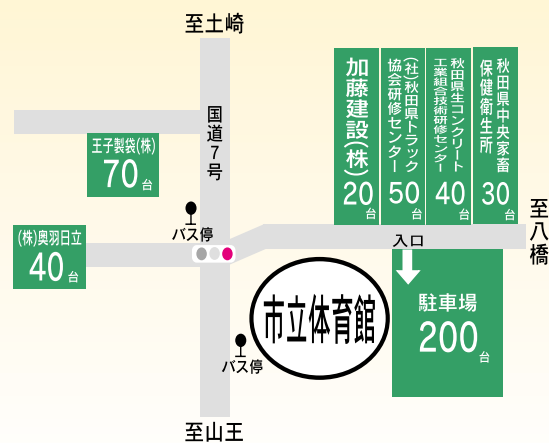 至土崎
国道7号
加藤建設(株)
20台
(社)秋田県トラック
協会研修センター
50台
秋田県生コンクリート
工業組合技術研修センター
40台
秋田県中央家畜
保健衛生所
30台
王子製袋(株)
70台
バス停
(株)奥羽日立
40台
入口
至八橋
市立体育館
駐車場
200台
バス停
至山王